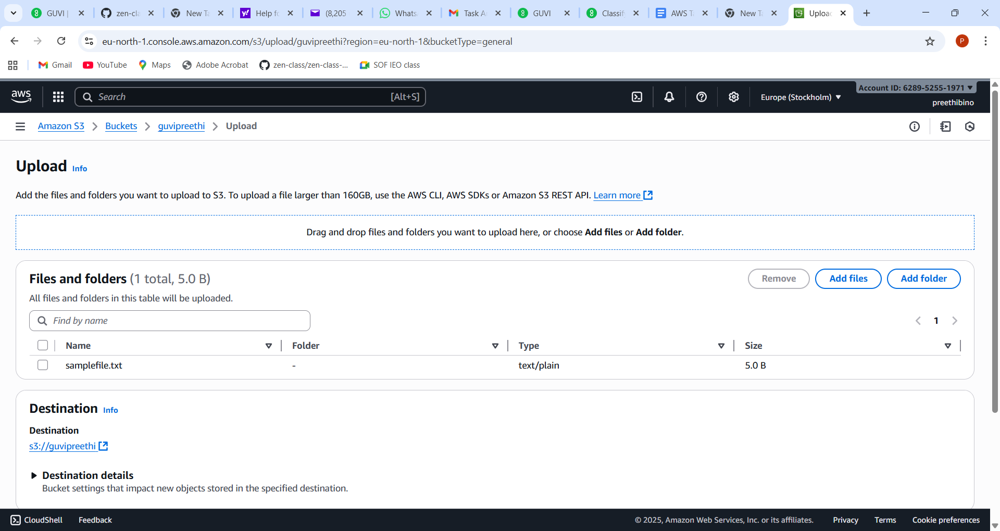 GUVI |
zen-cla
New Ta
Help fo
(8,205
Whats
Task A
GUVI
Classify
AWS Ta
New Ta
Upload
eu-north-1.console.aws.amazon.com/s3/upload/guvipreethi?region=eu-north-1&bucketType=general
P
Gmail
YouTube
Maps
Adobe Acrobat
zen-class/zen-class-...
SOF IEO class
aws
Search
[Alt+S]
Europe (Stockholm)
Account ID: 6289-5255-1971
preethibino
Amazon S3
Buckets
guvipreethi
Upload
Upload Info
Add the files and folders you want to upload to S3. To upload a file larger than 160GB, use the AWS CLI, AWS SDKs or Amazon S3 REST API. Learn more
Drag and drop files and folders you want to upload here, or choose Add files or Add folder.
Files and folders (1 total, 5.0 B)
Remove
Add files
Add folder
All files and folders in this table will be uploaded.
Find by name
1
Name
Folder
Type
Size
samplefile.txt
-
text/plain
5.0 B
Destination Info
Destination
s3://guvipreethi
Destination details
Bucket settings that impact new objects stored in the specified destination.
CloudShell
Feedback
© 2025, Amazon Web Services, Inc. or its affiliates.
Privacy
Terms
Cookie preferences